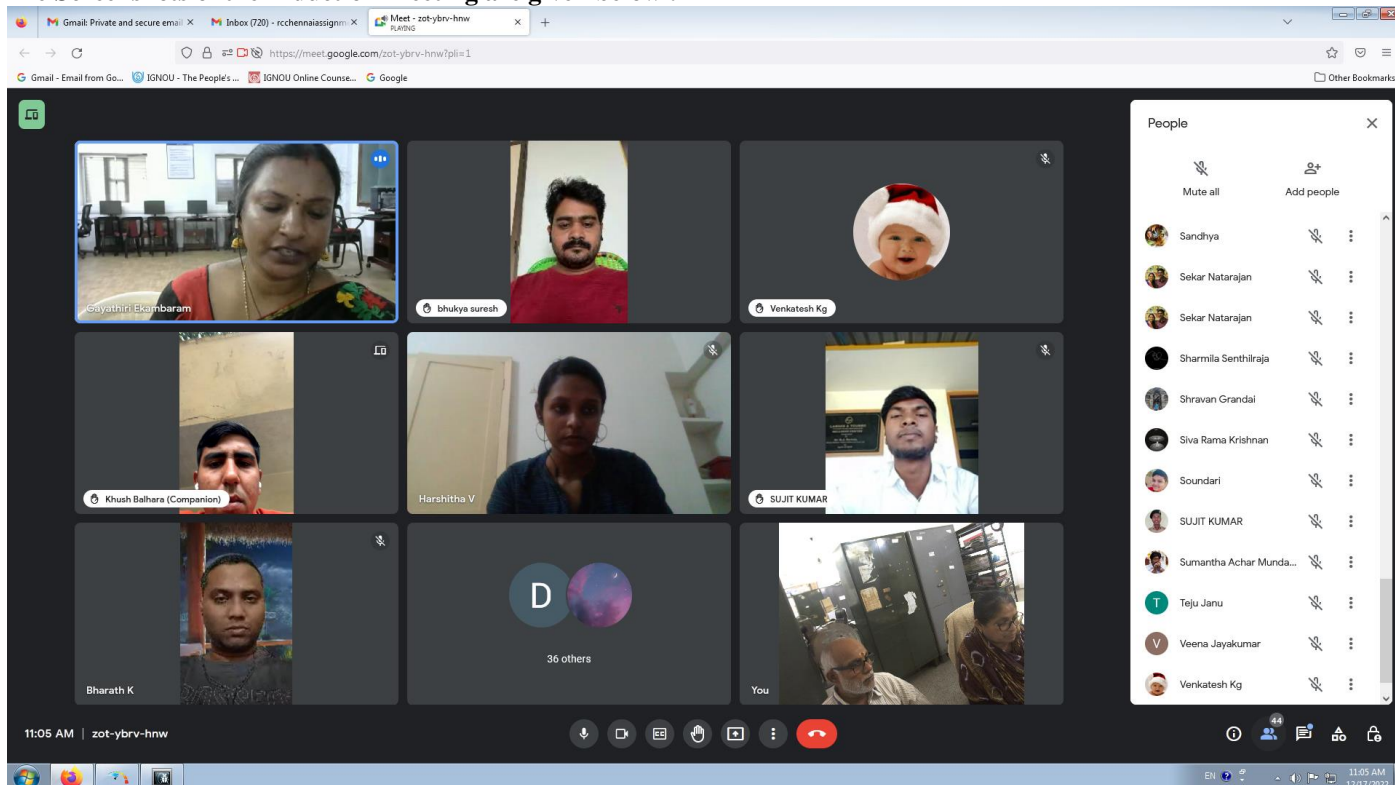 Gmail: Private and secure email
Inbox (720) - rcchennaiassignm
Meet - zot-ybrv-hnw
PLAYING
https://meet.google.com/zot-ybrv-hnw?pli=1
Gmail - Email from Go...
IGNOU - The People's ...
IGNOU Online Counse...
Google
Other Bookmarks
People
Mute all
Add people
Gayathiri Ekambaram
bhukya suresh
Venkatesh Kg
Khush Balhara (Companion)
Harshitha V
SUJIT KUMAR
Bharath K
D
36 others
You
Sandhya
Sekar Natarajan
Sekar Natarajan
Sharmila Senthilraja
Shravan Grandai
Siva Rama Krishnan
Soundari
SUJIT KUMAR
Sumantha Achar Munda...
T
Teju Janu
V
Veena Jayakumar
Venkatesh Kg
11:05 AM | zot-ybrv-hnw
CC
44
EN
11:05 AM
12/17/2022